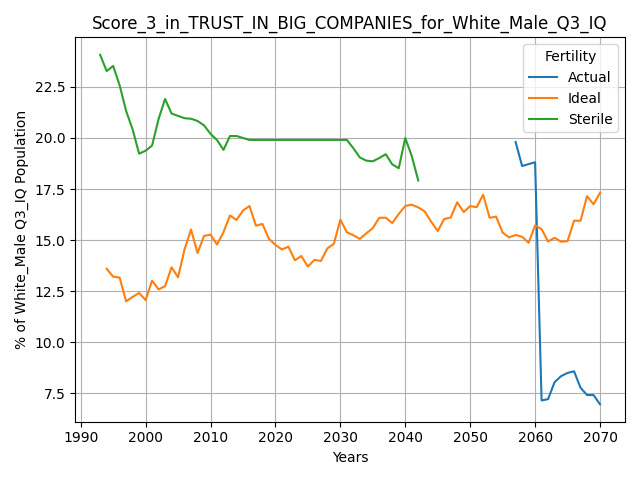 Score_3_in_TRUST_IN_BIG_COMPANIES_for_White_Male_Q3_IQ
Fertility
Actual
Ideal
Sterile
% of White_Male Q3_IQ Population
22.5
20.0
17.5
15.0
12.5
10.0
7.5
1990
2000
2010
2020
2030
2040
2050
2060
2070
Years